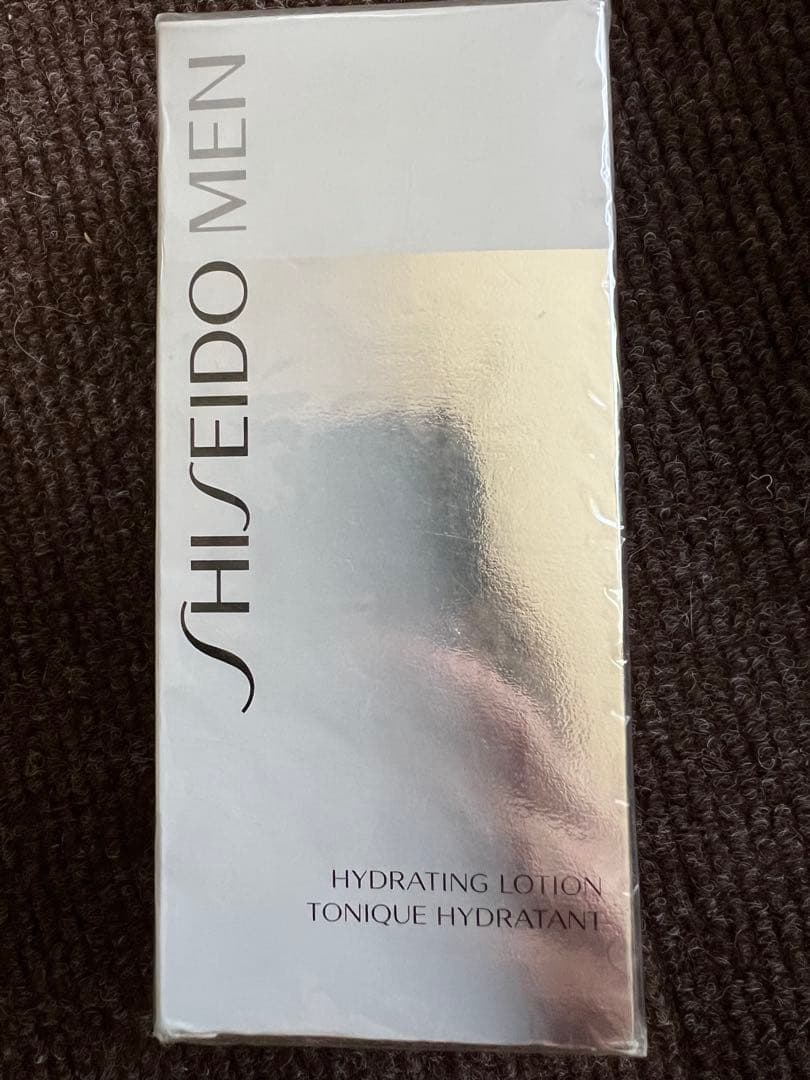 SHISEIDO MEN
HYDRATING LOTION
TONIQUE HYDRATANT